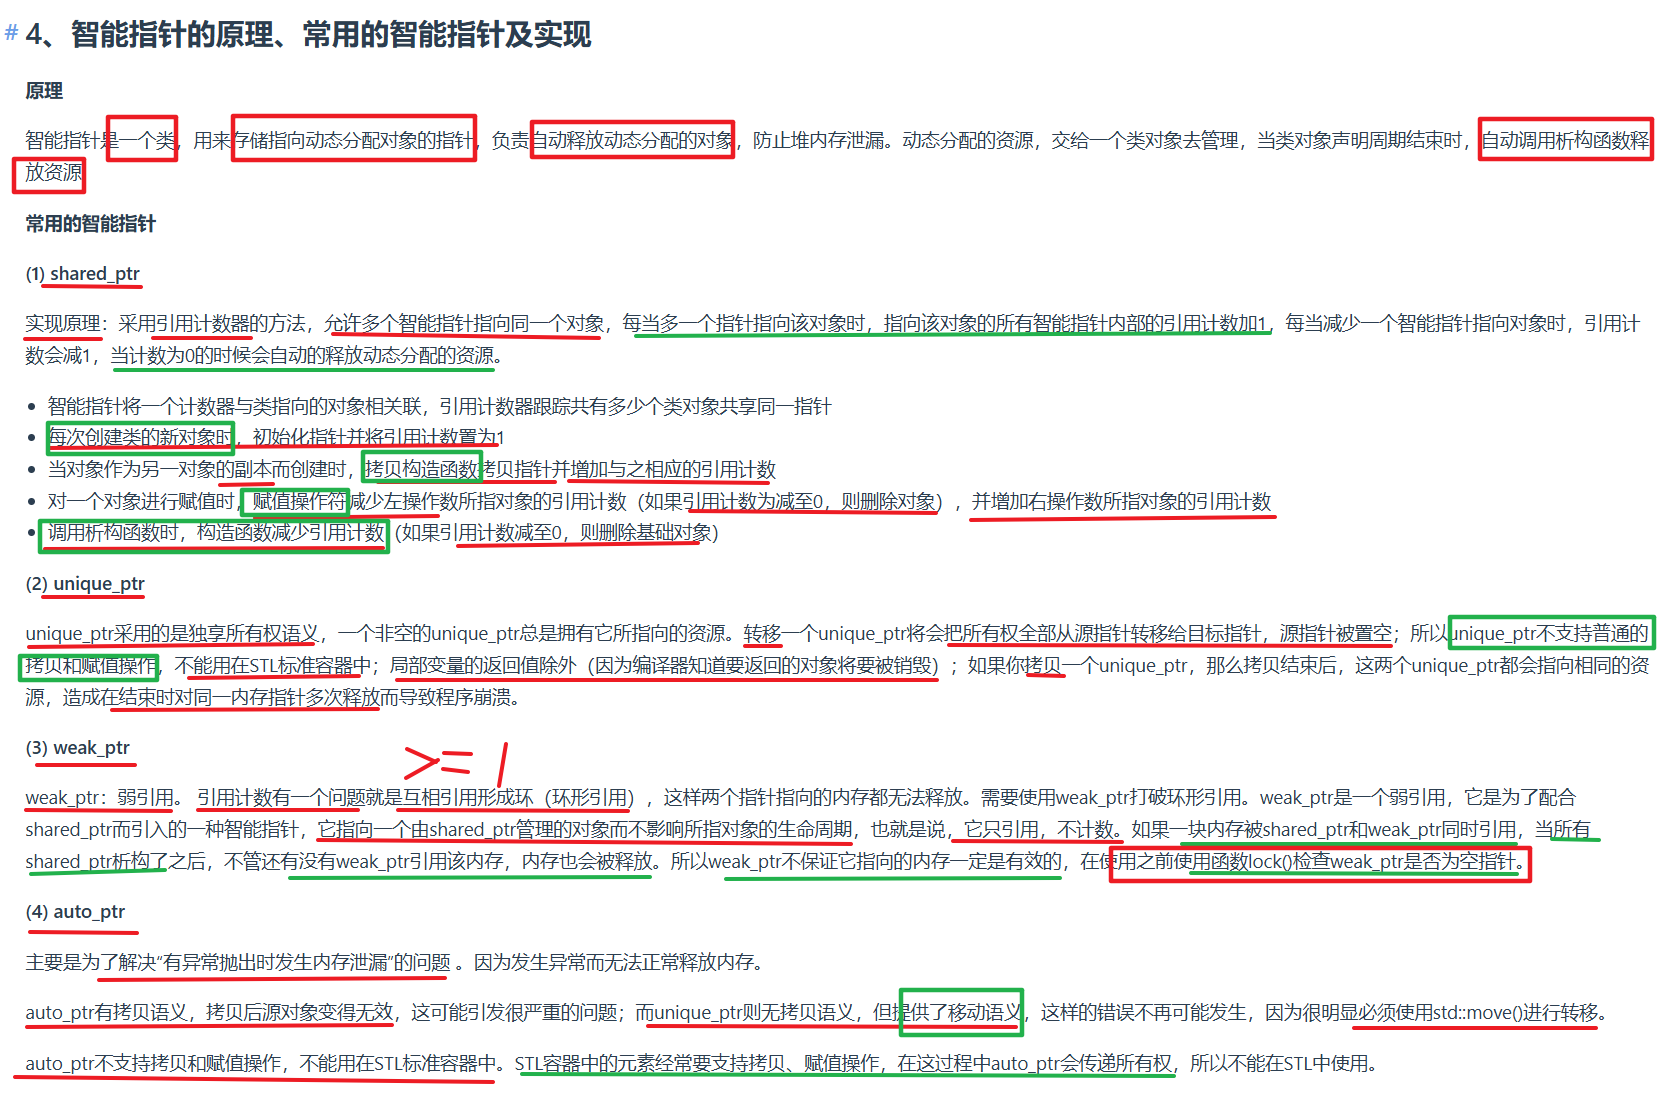 # 4、智能指针的原理、常用的智能指针及实现
原理
智能指针是一个类，用来存储指向动态分配对象的指针，负责自动释放动态分配的对象，防止堆内存泄漏。动态分配的资源，交给一个类对象去管理，当类对象声明周期结束时，自动调用析构函数释
放资源
常用的智能指针
(1) shared_ptr
实现原理：采用引用计数器的方法，允许多个智能指针指向同一个对象，每当多一个指针指向该对象时，指向该对象的所有智能指针内部的引用计数加1，每当减少一个智能指针指向对象时，引用计
数会减1，当计数为0的时候会自动的释放动态分配的资源。
• 智能指针将一个计数器与类指向的对象相关联，引用计数器跟踪共有多少个类对象共享同一指针
• 每次创建类的新对象时，初始化指针并将引用计数置为1
• 当对象作为另一对象的副本而创建时，拷贝构造函数拷贝指针并增加与之相应的引用计数
• 对一个对象进行赋值时，赋值操作符减少左操作数所指对象的引用计数（如果引用计数为减至0，则删除对象），并增加右操作数所指对象的引用计数
• 调用析构函数时，构造函数减少引用计数（如果引用计数减至0，则删除基础对象）
(2) unique_ptr
unique_ptr采用的是独享所有权语义，一个非空的unique_ptr总是拥有它所指向的资源。转移一个unique_ptr将会把所有权全部从源指针转移给目标指针，源指针被置空；所以unique_ptr不支持普通的
拷贝和赋值操作，不能用在STL标准容器中；局部变量的返回值除外（因为编译器知道要返回的对象将要被销毁）；如果你拷贝一个unique_ptr，那么拷贝结束后，这两个unique_ptr都会指向相同的资
源，造成在结束时对同一内存指针多次释放而导致程序崩溃。
(3) weak_ptr
>= 1
weak_ptr：弱引用。 引用计数有一个问题就是互相引用形成环（环形引用），这样两个指针指向的内存都无法释放。需要使用weak_ptr打破环形引用。weak_ptr是一个弱引用，它是为了配合
shared_ptr而引入的一种智能指针，它指向一个由shared_ptr管理的对象而不影响所指对象的生命周期，也就是说，它只引用，不计数。如果一块内存被shared_ptr和weak_ptr同时引用，当所有
shared_ptr析构了之后，不管还有没有weak_ptr引用该内存，内存也会被释放。所以weak_ptr不保证它指向的内存一定是有效的，在使用之前使用函数lock()检查weak_ptr是否为空指针。
(4) auto_ptr
主要是为了解决“有异常抛出时发生内存泄漏”的问题 。因为发生异常而无法正常释放内存。
auto_ptr有拷贝语义，拷贝后源对象变得无效，这可能引发很严重的问题；而unique_ptr则无拷贝语义，但提供了移动语义，这样的错误不再可能发生，因为很明显必须使用std::move()进行转移。
auto_ptr不支持拷贝和赋值操作，不能用在STL标准容器中。STL容器中的元素经常要支持拷贝、赋值操作，在这过程中auto_ptr会传递所有权，所以不能在STL中使用。